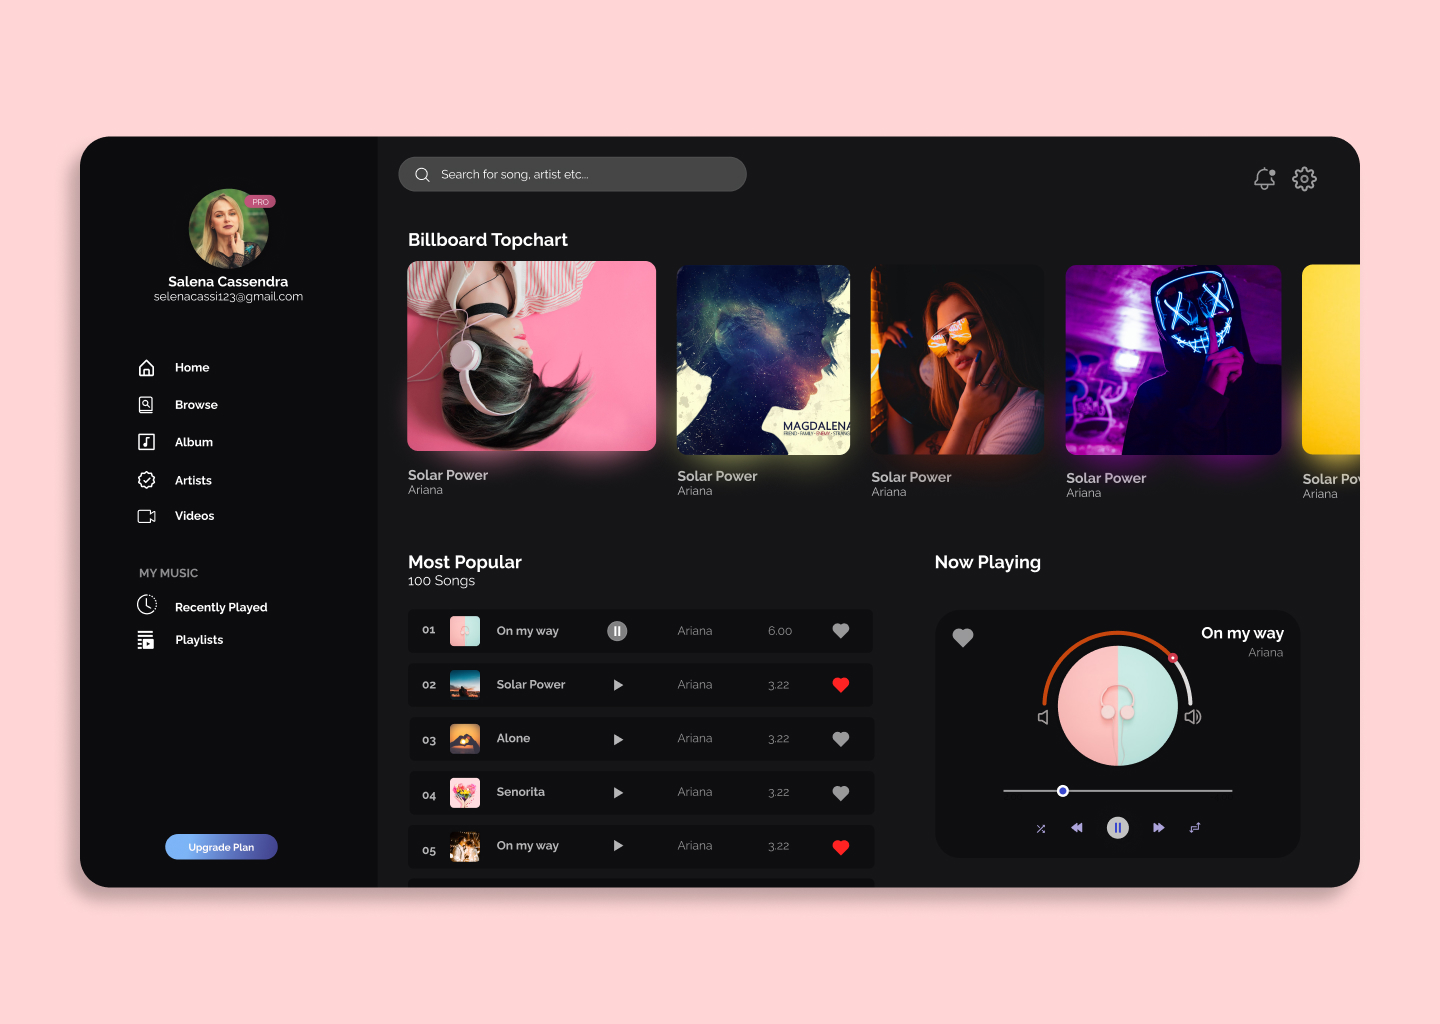 PRO
Salena Cassendra
selenacassi123@gmail.com
Home
Browse
Album
Artists
Videos
MY MUSIC
Recently Played
Playlists
Upgrade Plan
Search for song, artist etc...
Billboard Topchart
MAGDALENA
FRIEND · FAMILY · ENEMY ·
Solar Power
Ariana
Solar Power
Ariana
Solar Power
Ariana
Solar Power
Ariana
Solar Pow
Ariana
Most Popular
100 Songs
01 On my way Ariana 6.00
02 Solar Power Ariana 3.22
03 Alone Ariana 3.22
04 Senorita Ariana 3.22
05 On my way Ariana 3.22
Now Playing
On my way
Ariana